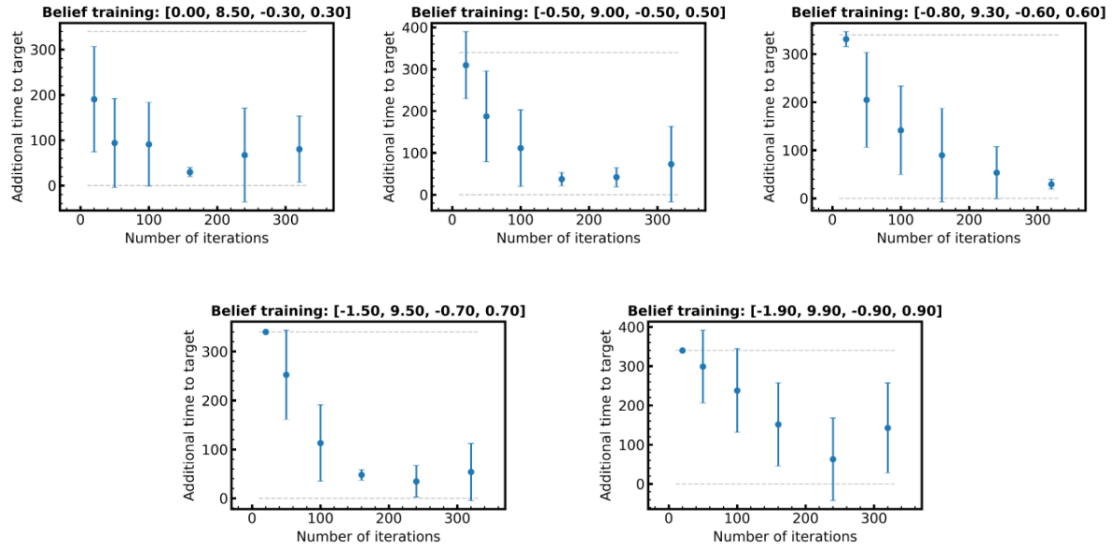 Belief training: [0.00, 8.50, -0.30, 0.30]
Additional time to target
300
200
100
0
0 100 200 300
Number of iterations
Belief training: [-0.50, 9.00, -0.50, 0.50]
Additional time to target
400
300
200
100
0
0 100 200 300
Number of iterations
Belief training: [-0.80, 9.30, -0.60, 0.60]
Additional time to target
300
200
100
0
0 100 200 300
Number of iterations
Belief training: [-1.50, 9.50, -0.70, 0.70]
Additional time to target
300
200
100
0
0 100 200 300
Number of iterations
Belief training: [-1.90, 9.90, -0.90, 0.90]
Additional time to target
400
300
200
100
0
0 100 200 300
Number of iterations